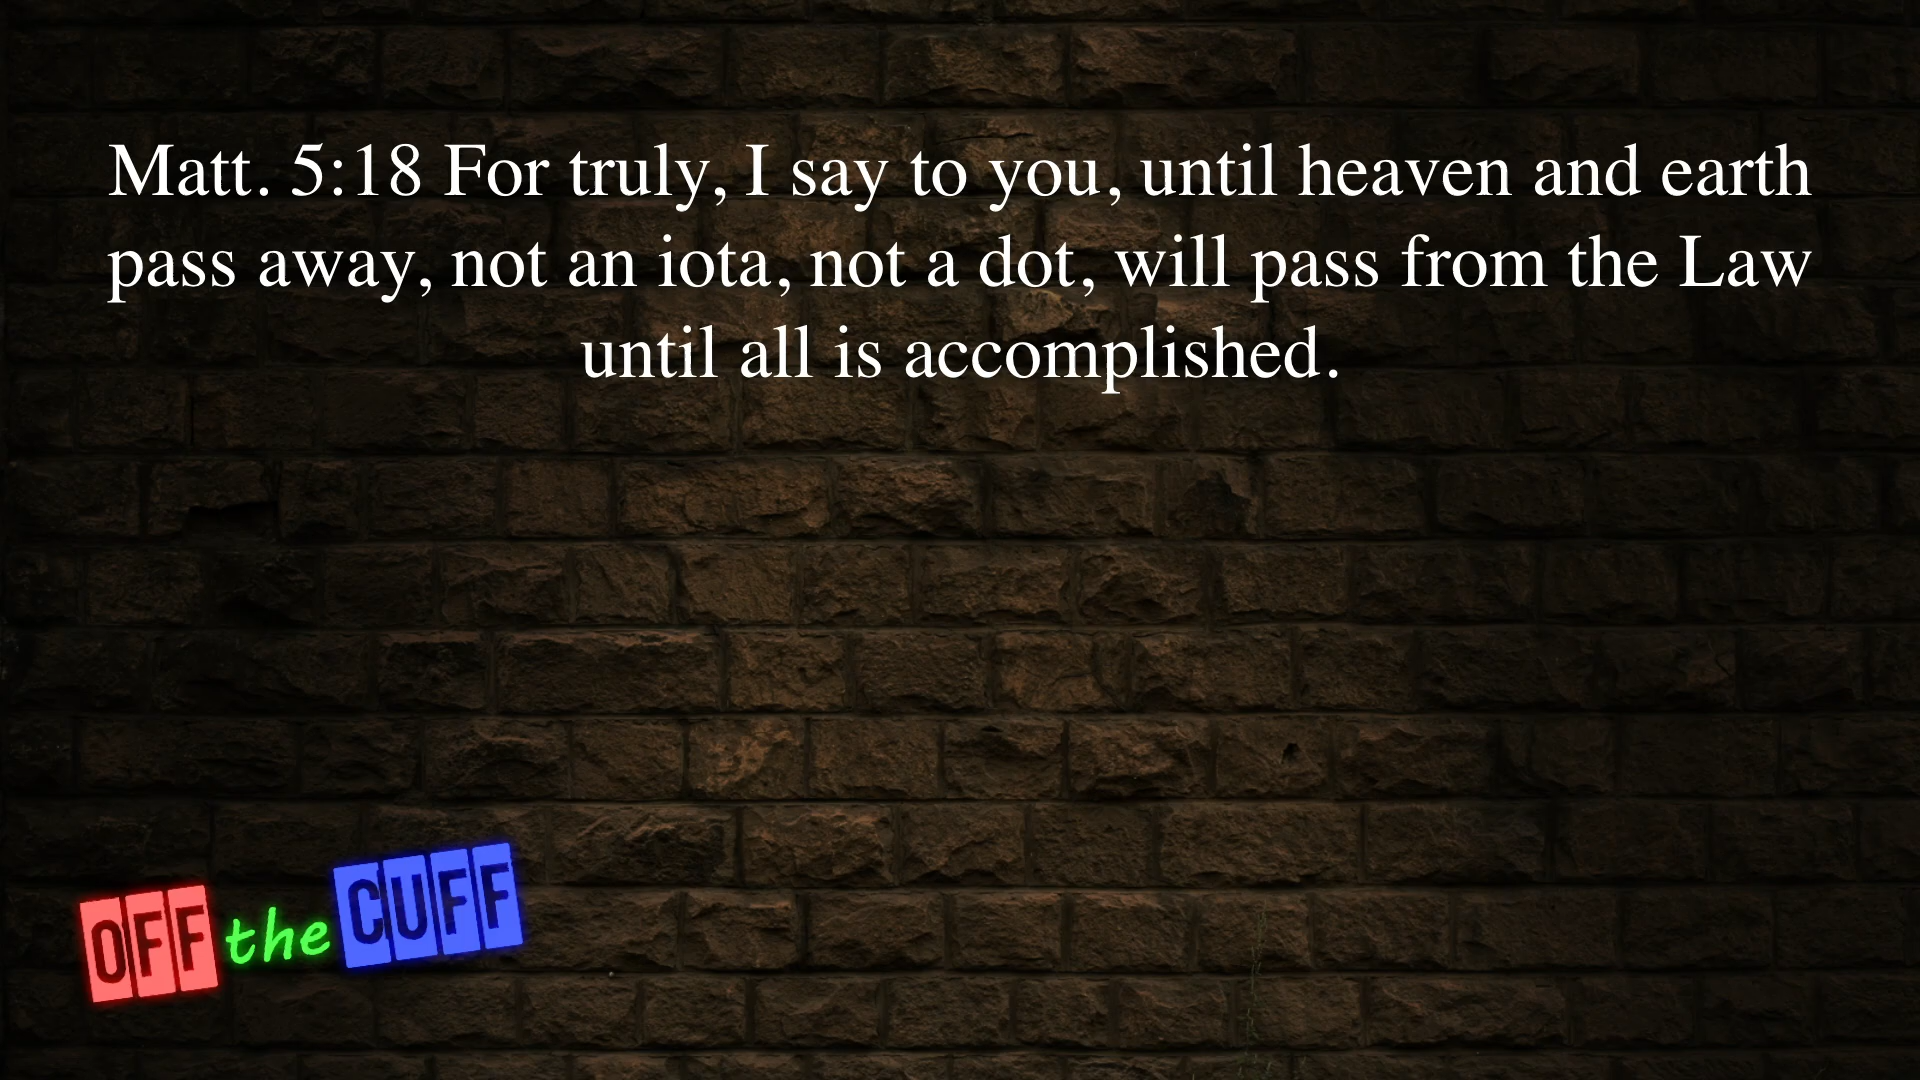 Matt. 5:18 For truly, I say to you, until heaven and earth
pass away, not an iota, not a dot, will pass from the Law
until all is accomplished.
OFF the CUFF